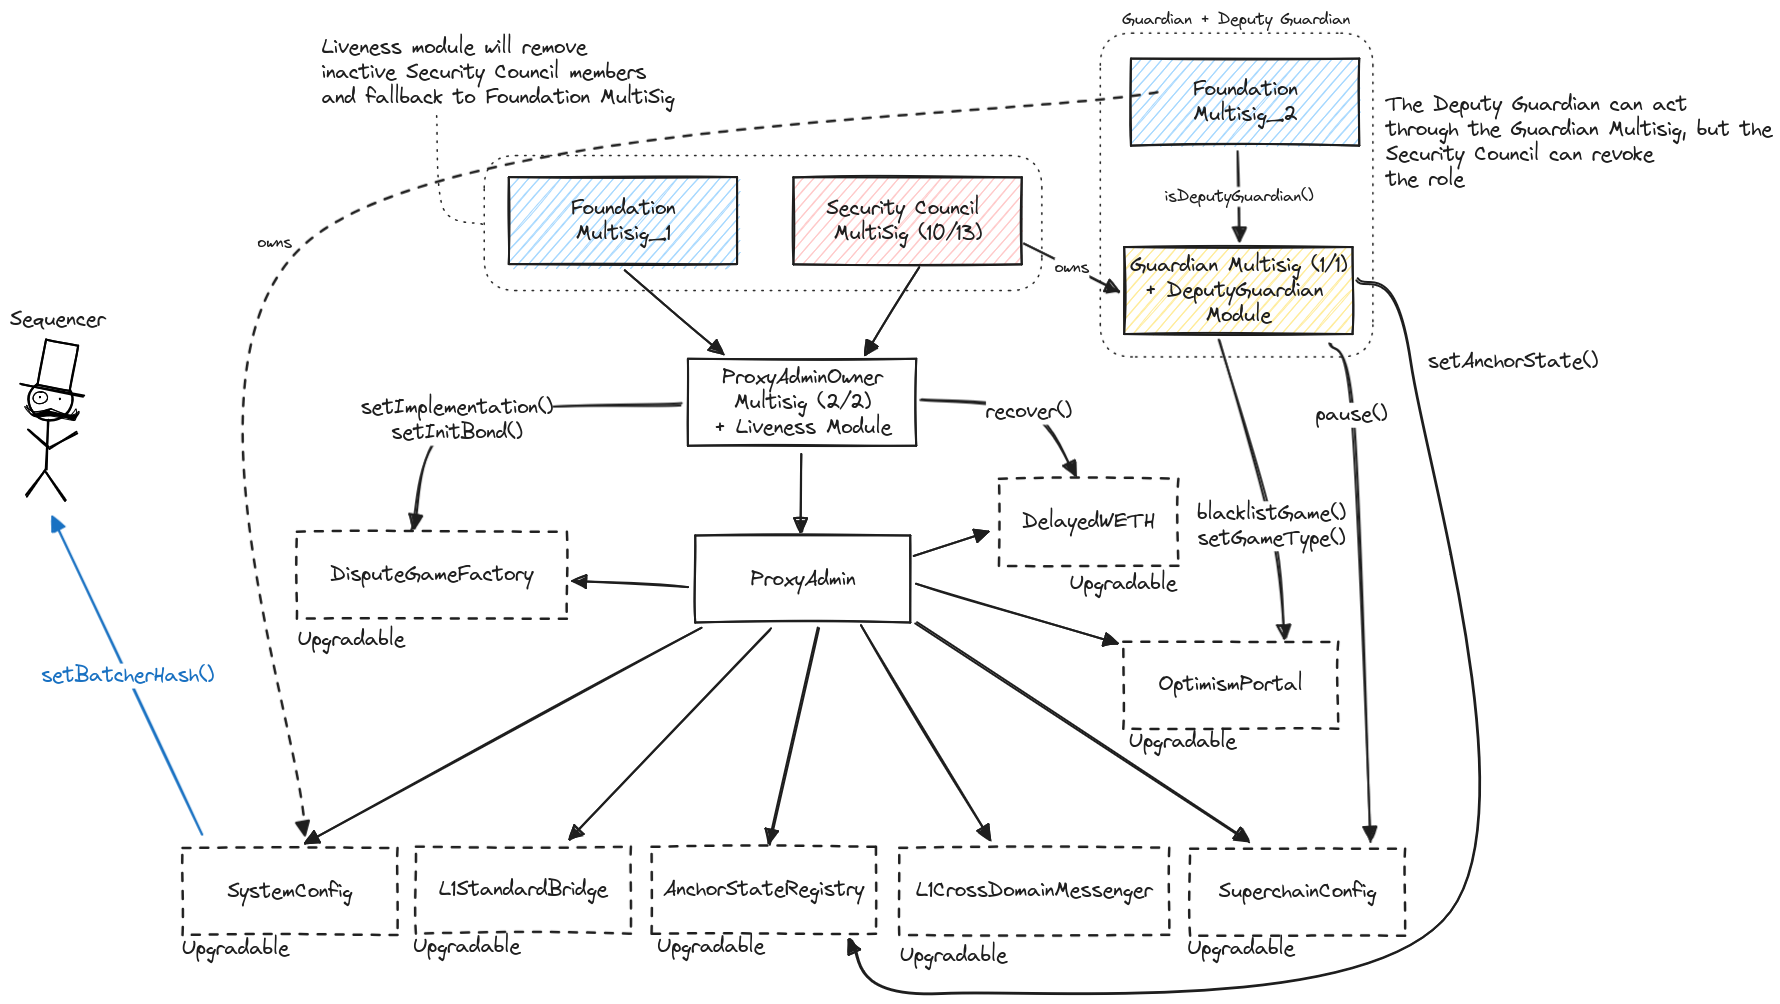 Guardian + Deputy Guardian
Liveness module will remove
inactive Security Council members
and fallback to Foundation MultiSig
Foundation
Multisig_2
The Deputy Guardian can act
through the Guardian Multisig, but the
Security Council can revoke
the role
isDeputyGuardian()
Foundation
Multisig_1
Security Council
MultiSig (10/13)
owns
owns
Guardian Multisig (1/1)
+ DeputyGuardian
Module
Sequencer
ProxyAdminOwner
Multisig (2/2)
+ Liveness Module
setImplementation()
setInitBond()
recover()
setAnchorState()
pause()
DisputeGameFactory
Upgradable
ProxyAdmin
DelayedWETH
Upgradable
blacklistGame()
setGameType()
setBatcherHash()
OptimismPortal
Upgradable
SystemConfig
Upgradable
L1StandardBridge
Upgradable
AnchorStateRegistry
Upgradable
L1CrossDomainMessenger
Upgradable
SuperchainConfig
Upgradable